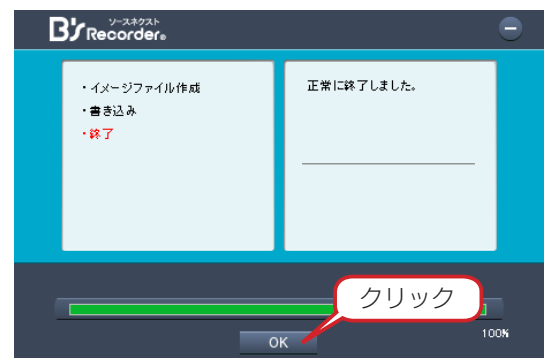 ソースネクスト
B's Recorder®
・イメージファイル作成
・書き込み
・終了
正常に終了しました。
クリック
100%
OK